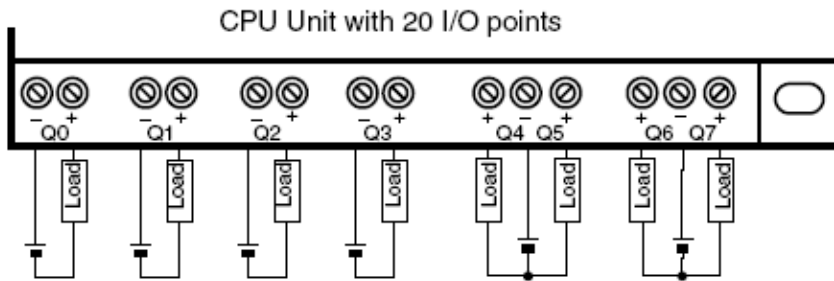 CPU Unit with 20 I/O points
− + − + − + − + + − + + − +
Q0 Q1 Q2 Q3 Q4 Q5 Q6 Q7
Load Load Load Load Load Load Load Load